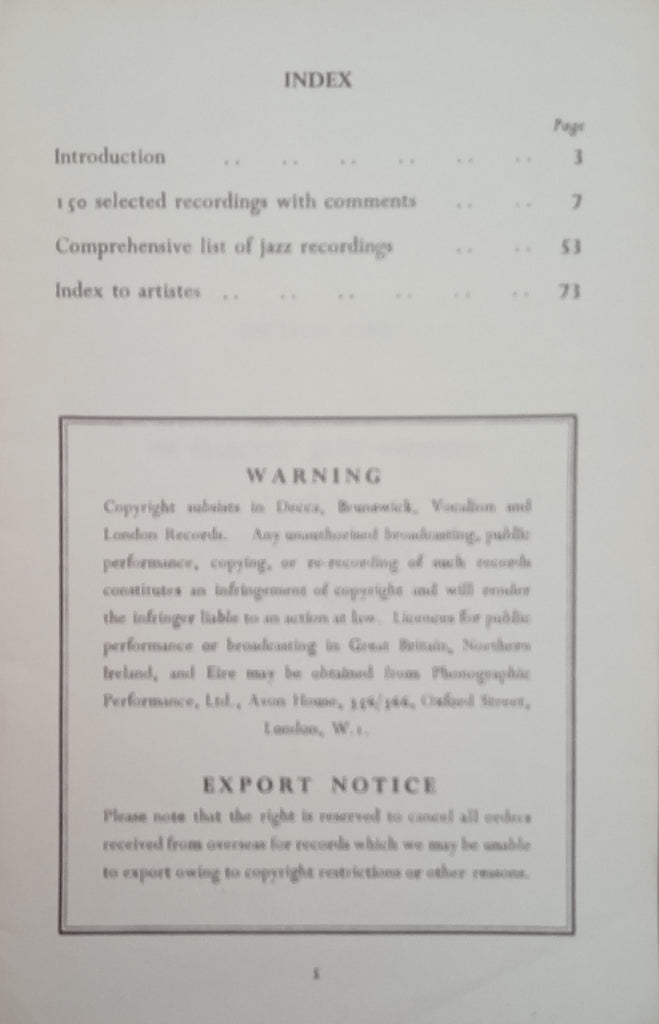 INDEX
Page
Introduction .. .. .. .. .. .. 3
150 selected recordings with comments .. .. 7
Comprehensive list of jazz recordings .. .. 53
Index to artistes .. .. .. .. .. .. 73
WARNING
Copyright subsists in Decca, Brunswick, Vocalion and
London Records. Any unauthorised broadcasting, public
performance, copying, or re-recording of such records
constitutes an infringement of copyright and will render
the infringer liable to an action at law. Licences for public
performance or broadcasting in Great Britain, Northern
Ireland, and Eire may be obtained from Phonographic
Performance, Ltd., Avon House, Oxford Street,
London, W.1.
EXPORT NOTICE
Please note that the right is reserved to cancel all orders
received from overseas for records which we may be unable
to export owing to copyright restrictions or other reasons.